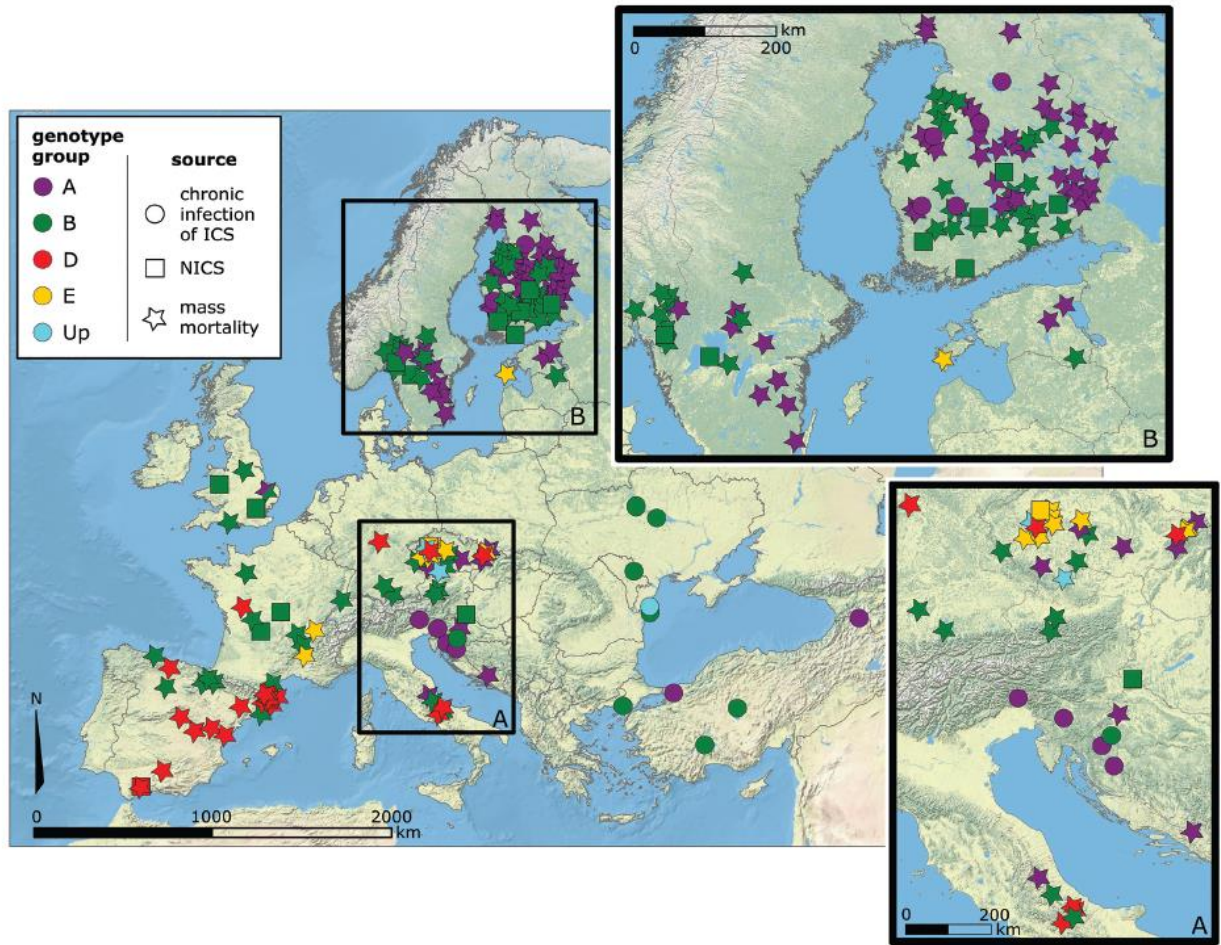 0
200
km
B
genotype
group
A
B
D
E
Up
source
chronic
infection
of ICS
NICS
mass
mortality
B
A
N
0
1000
2000
km
0
200
km
A